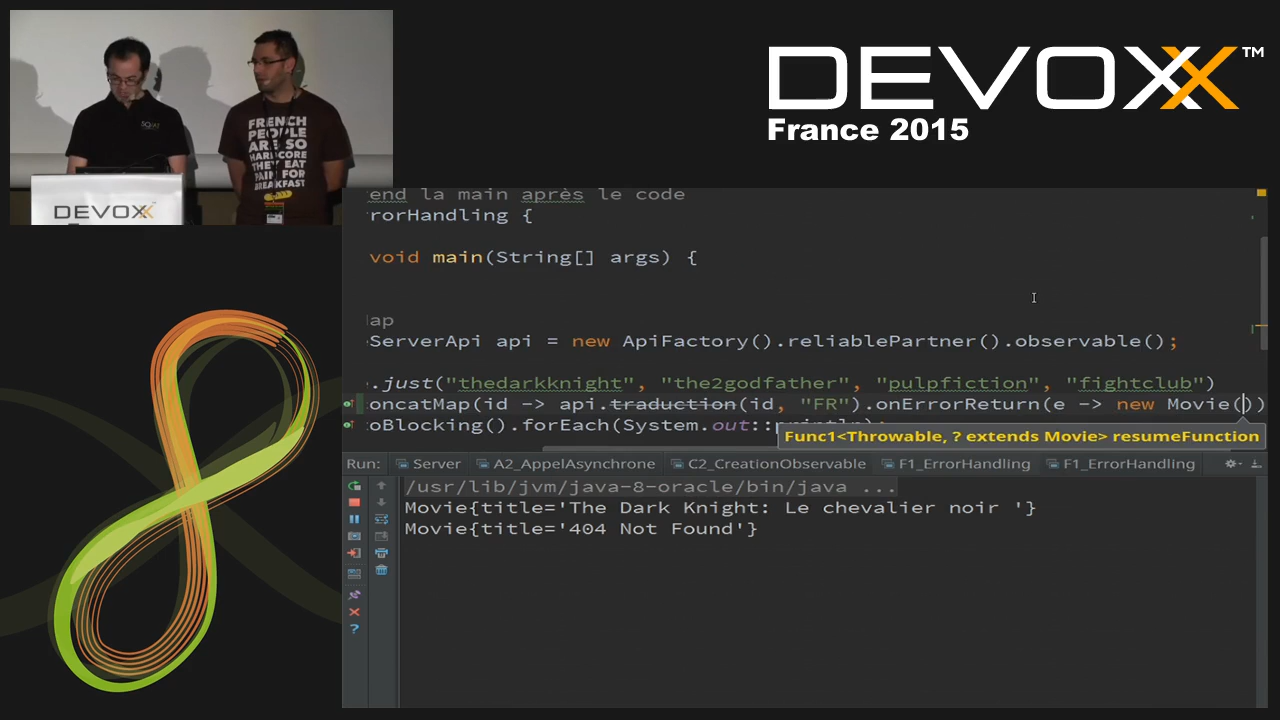 DEVOXX™
France 2015
FRENCH
PEOPLE
ARE SO
HARDCORE
THEY EAT
PAIN FOR
BREAKFAST
DEVOXX
end la main après le code
rrorHandling {
void main(String[] args) {
ap
ServerApi api = new ApiFactory().reliablePartner().observable();
.just("thedarkknight", "the2godfather", "pulpfiction", "fightclub")
oncatMap(id -> api.traduction(id, "FR").onErrorReturn(e -> new Movie())
oBlocking().forEach(System.out::println);
Func1<Throwable, ? extends Movie> resumeFunction
Run: Server A2_AppelAsynchrone C2_CreationObservable F1_ErrorHandling F1_ErrorHandling
/usr/lib/jvm/java-8-oracle/bin/java ...
Movie{title='The Dark Knight: Le chevalier noir '}
Movie{title='404 Not Found'}